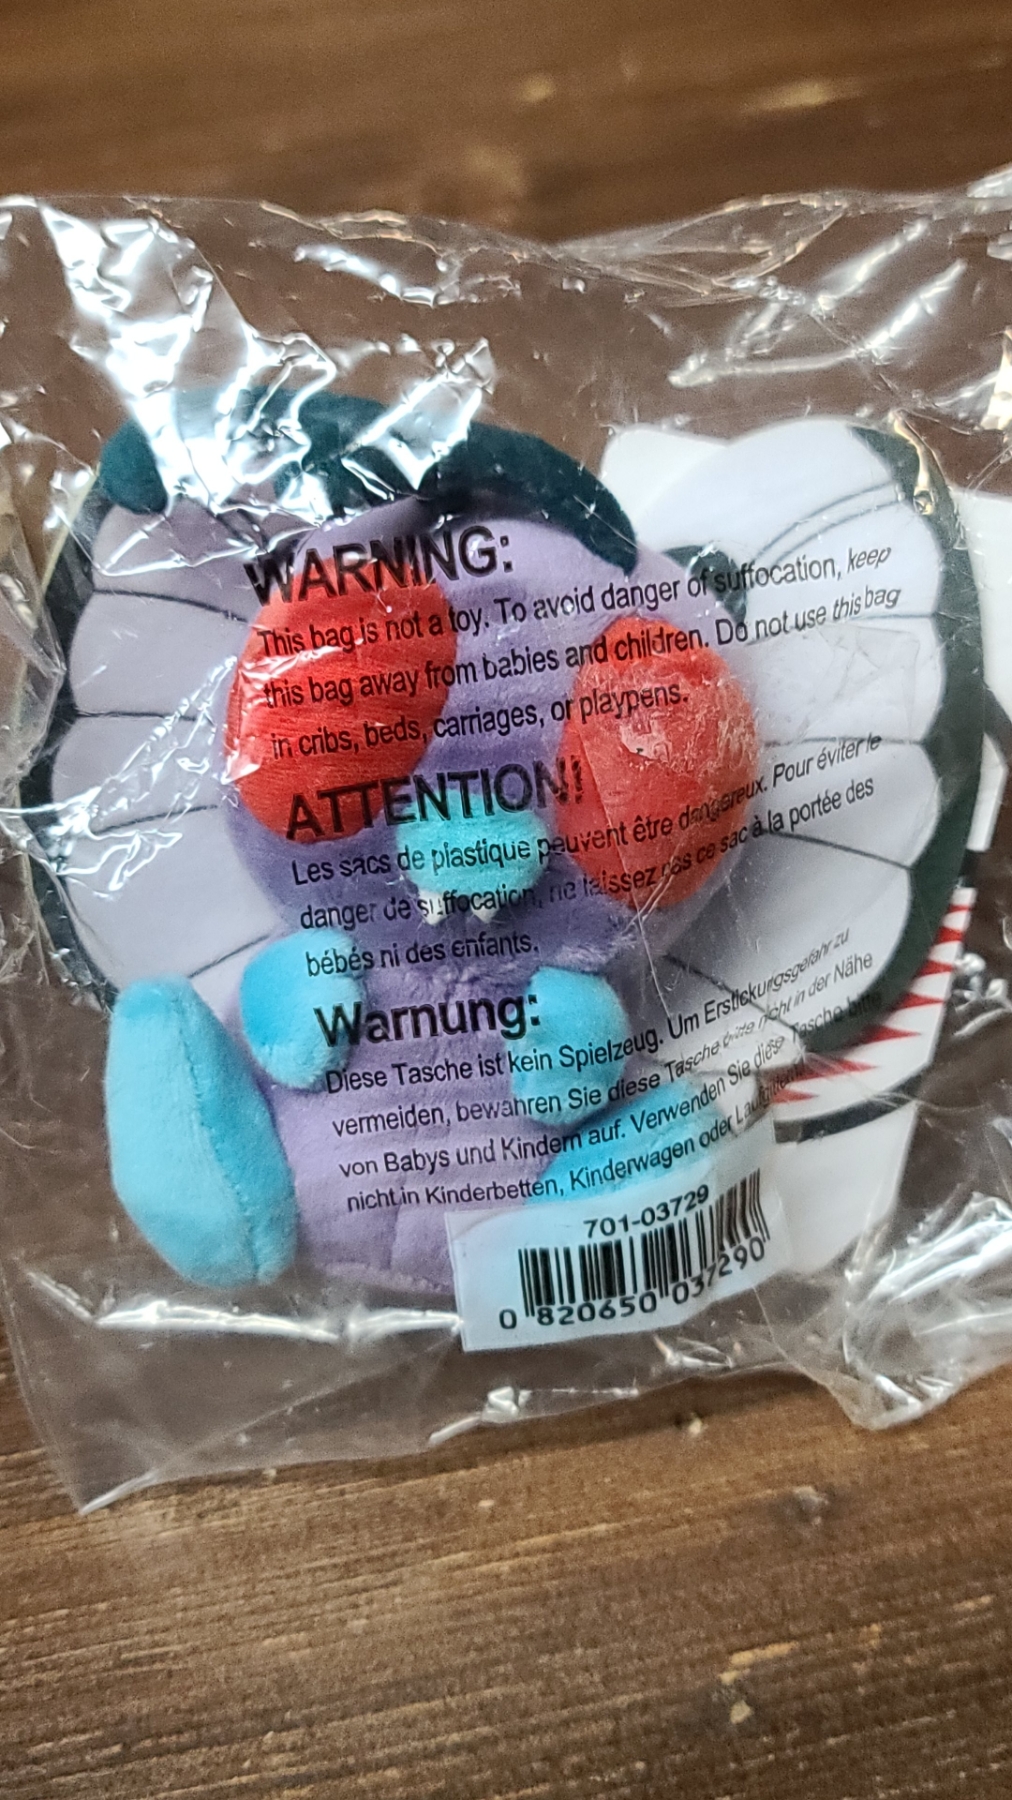 WARNING:
This bag is not a toy. To avoid danger of suffocation, keep
this bag away from babies and children. Do not use this bag
in cribs, beds, carriages, or playpens.
ATTENTION!
Les sacs de plastique peuvent être dangereux. Pour éviter le
danger de suffocation, ne laissez pas ce sac à la portée des
bébés ni des enfants.
Warnung:
Diese Tasche ist kein Spielzeug. Um Erstickungsgefahr zu
vermeiden, bewahren Sie diese Tasche bitte nicht in der Nähe
von Babys und Kindern auf. Verwenden Sie diese Tasche bitte
nicht in Kinderbetten, Kinderwagen oder
701-03729
0 820650 037290